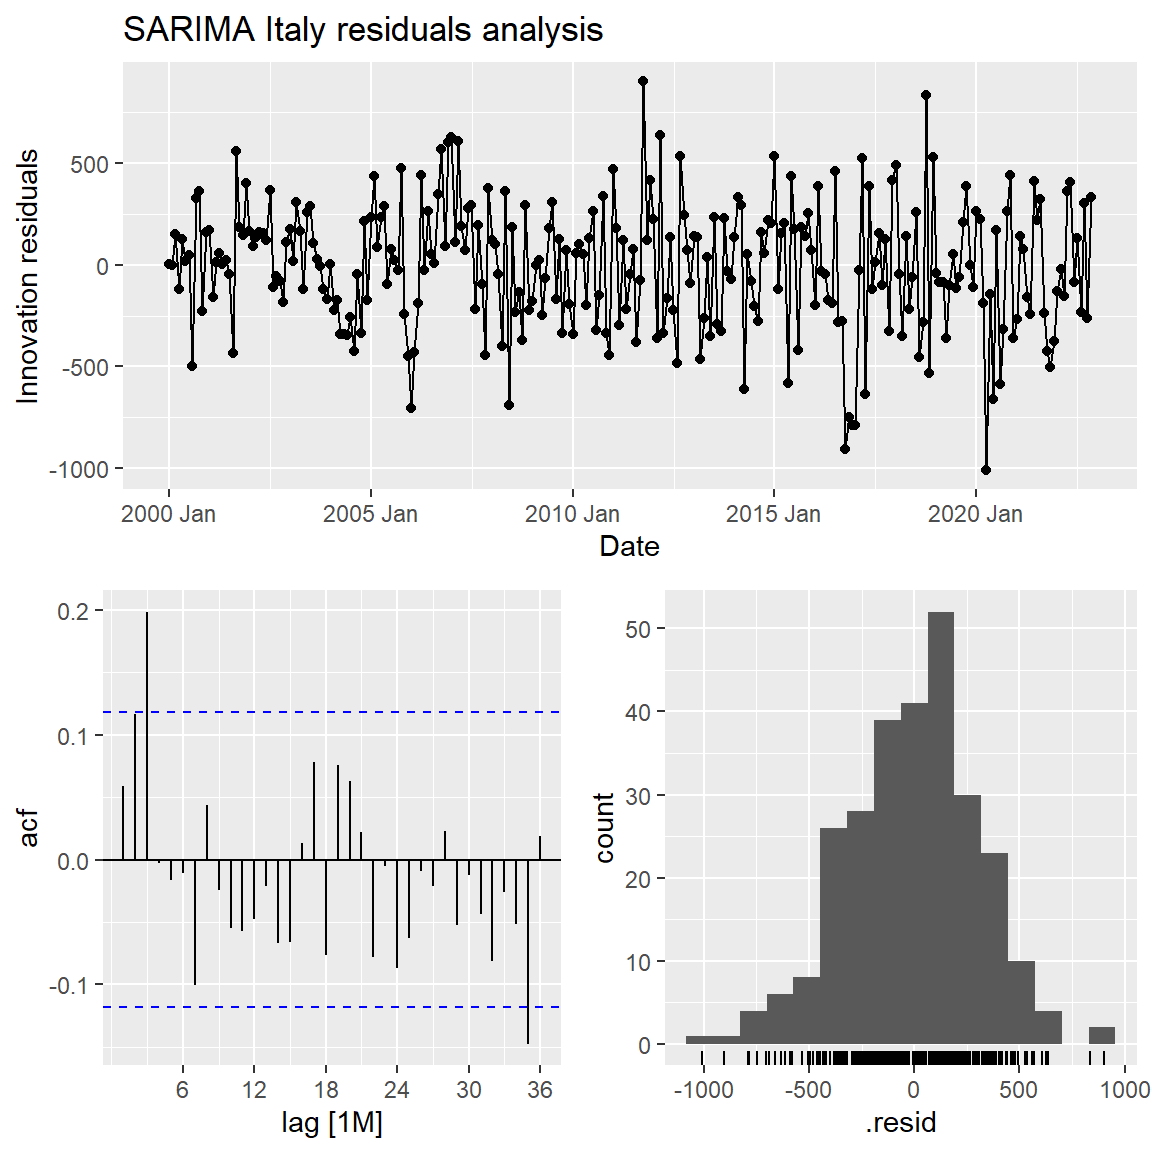 SARIMA Italy residuals analysis
Innovation residuals
500
0
-500
-1000
2000 Jan 2005 Jan 2010 Jan 2015 Jan 2020 Jan
Date
acf
0.2
0.1
0.0
-0.1
6 12 18 24 30 36
lag [1M]
count
50
40
30
20
10
0
-1000 -500 0 500 1000
.resid